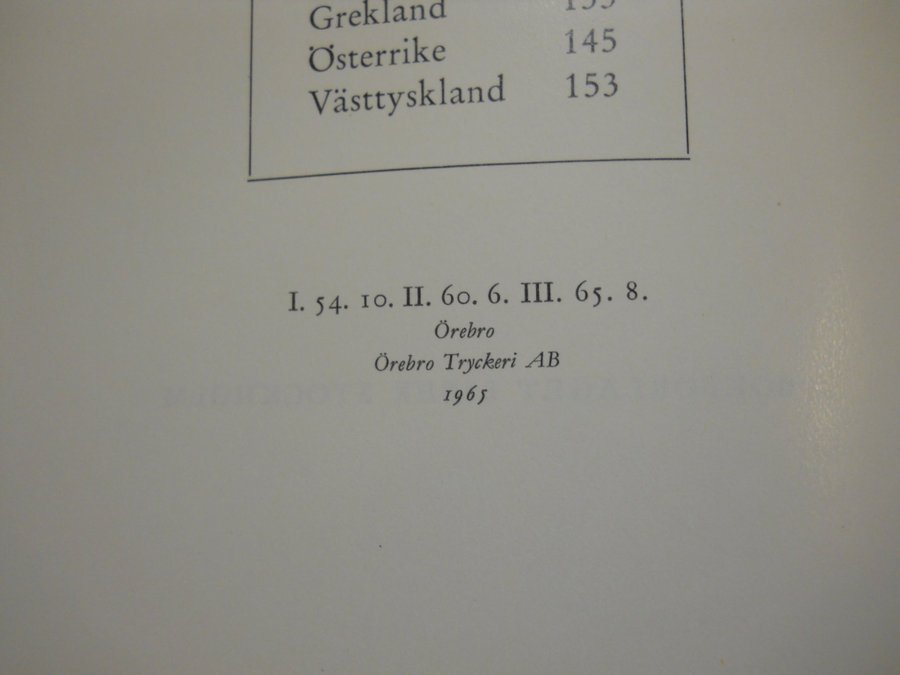 Grekland
Österrike 145
Västtyskland 153
I. 54. 10. II. 60. 6. III. 65. 8.
Örebro
Örebro Tryckeri AB
1965